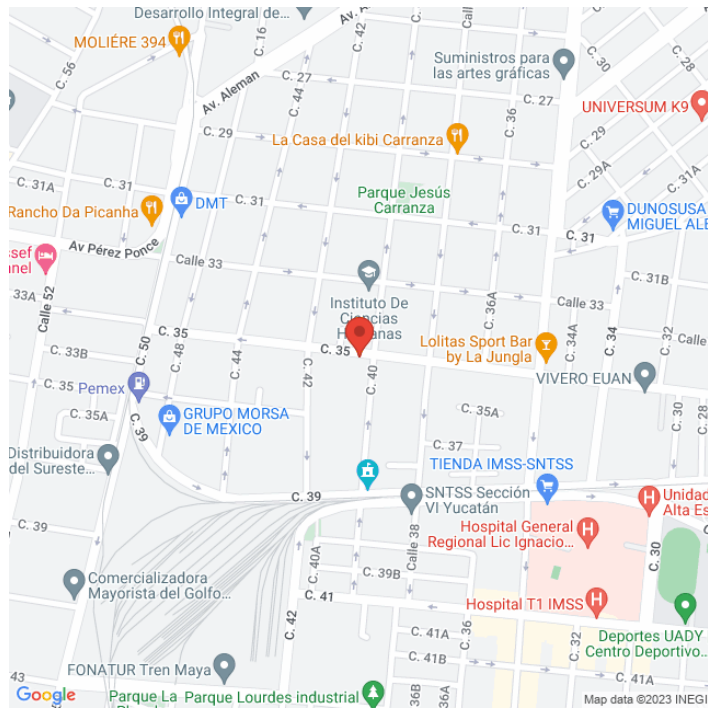 Desarrollo Integral de...
MOLIÉRE 394
C. 16
Av. Al
C. 30
C. 56
Suministros para
las artes gráficas
C. 27
C. 44
Av. Aleman
C. 27
C. 36
UNIVERSUM K9
C. 29
C. 32
La Casa del kibi Carranza
C. 29
C. 29A
C. 31A
C. 31A
C. 31
Parque Jesús
Carranza
DMT
C. 31
Rancho Da Picanha
C. 31
DUNOSUSA
MIGUEL ALE
C. 31
Av Pérez Ponce
Calle 33
ssef
nel
Instituto De
Ciencias
H anas
C. 31B
33A
Calle 52
C. 36A
Calle 33
C. 35
C. 50
C. 35
Lolitas Sport Bar
by La Jungla
C. 34A
C. 34
Calle
C. 33B
C. 48
C. 44
C. 42
C. 40
VIVERO EUAN
C. 35
Pemex
C. 35A
C. 35A
C. 30
C. 28
GRUPO MORSA
DE MEXICO
C. 39
C. 37
Distribuidora
del Sureste...
TIENDA IMSS-SNTSS
C. 39
SNTSS Sección
VI Yucatán
Unidad
Alta Es
C. 39
Hospital General
Regional Lic Ignacio...
C. 40A
Calle 38
C. 30
Comercializadora
Mayorista del Golfo...
C. 39B
C. 41
Hospital T1 IMSS
C. 42
C. 36
C. 32
C. 41A
Deportes UADY
Centro Deportivo...
C. 41B
FONATUR Tren Maya
43
C. 41A
Parque La
Parque Lourdes industrial
36B
C. 36A
Google
Map data ©2023 INEGI